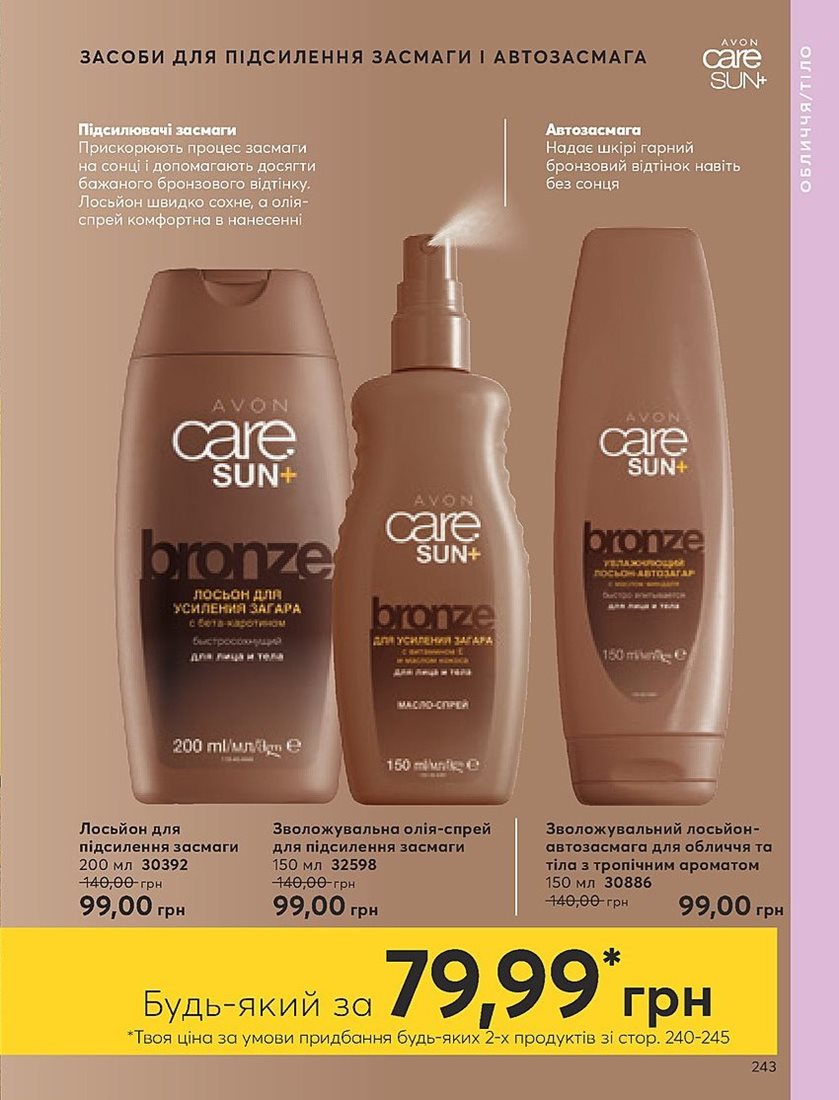 ЗАСОБИ ДЛЯ ПІДСИЛЕННЯ ЗАСМАГИ І АВТОЗАСМАГА
AVON
care
SUN+
ОБЛИЧЧЯ/ТІЛО
Підсилювачі засмаги
Прискорюють процес засмаги
на сонці і допомагають досягти
бажаного бронзового відтінку.
Лосьйон швидко сохне, а олія-
спрей комфортна в нанесенні
Автозасмага
Надає шкірі гарний
бронзовий відтінок навіть
без сонця
AVON
care
SUN+
bronze
ЛОСЬОН ДЛЯ
УСИЛЕНИЯ ЗАГАРА
с бета-каротином
быстросохнущий
для лица и тела
200 ml/мл/მლ e
AVON
care
SUN+
bronze
ДЛЯ УСИЛЕНИЯ ЗАГАРА
с витамином Е
и маслом кокоса
для лица и тела
МАСЛО-СПРЕЙ
150 ml/мл/მლ e
AVON
care
SUN+
bronze
УВЛАЖНЯЮЩИЙ
ЛОСЬОН-АВТОЗАГАР
с маслом миндаля
быстро впитывается
для лица и тела
150 ml/мл/მლ e
Лосьйон для
підсилення засмаги
200 мл 30392
140,00 грн
99,00 грн
Зволожувальна олія-спрей
для підсилення засмаги
150 мл 32598
140,00 грн
99,00 грн
Зволожувальний лосьйон-
автозасмага для обличчя та
тіла з тропічним ароматом
150 мл 30886
140,00 грн 99,00 грн
Будь-який за 79,99* грн
*Твоя ціна за умови придбання будь-яких 2-х продуктів зі стор. 240-245
243